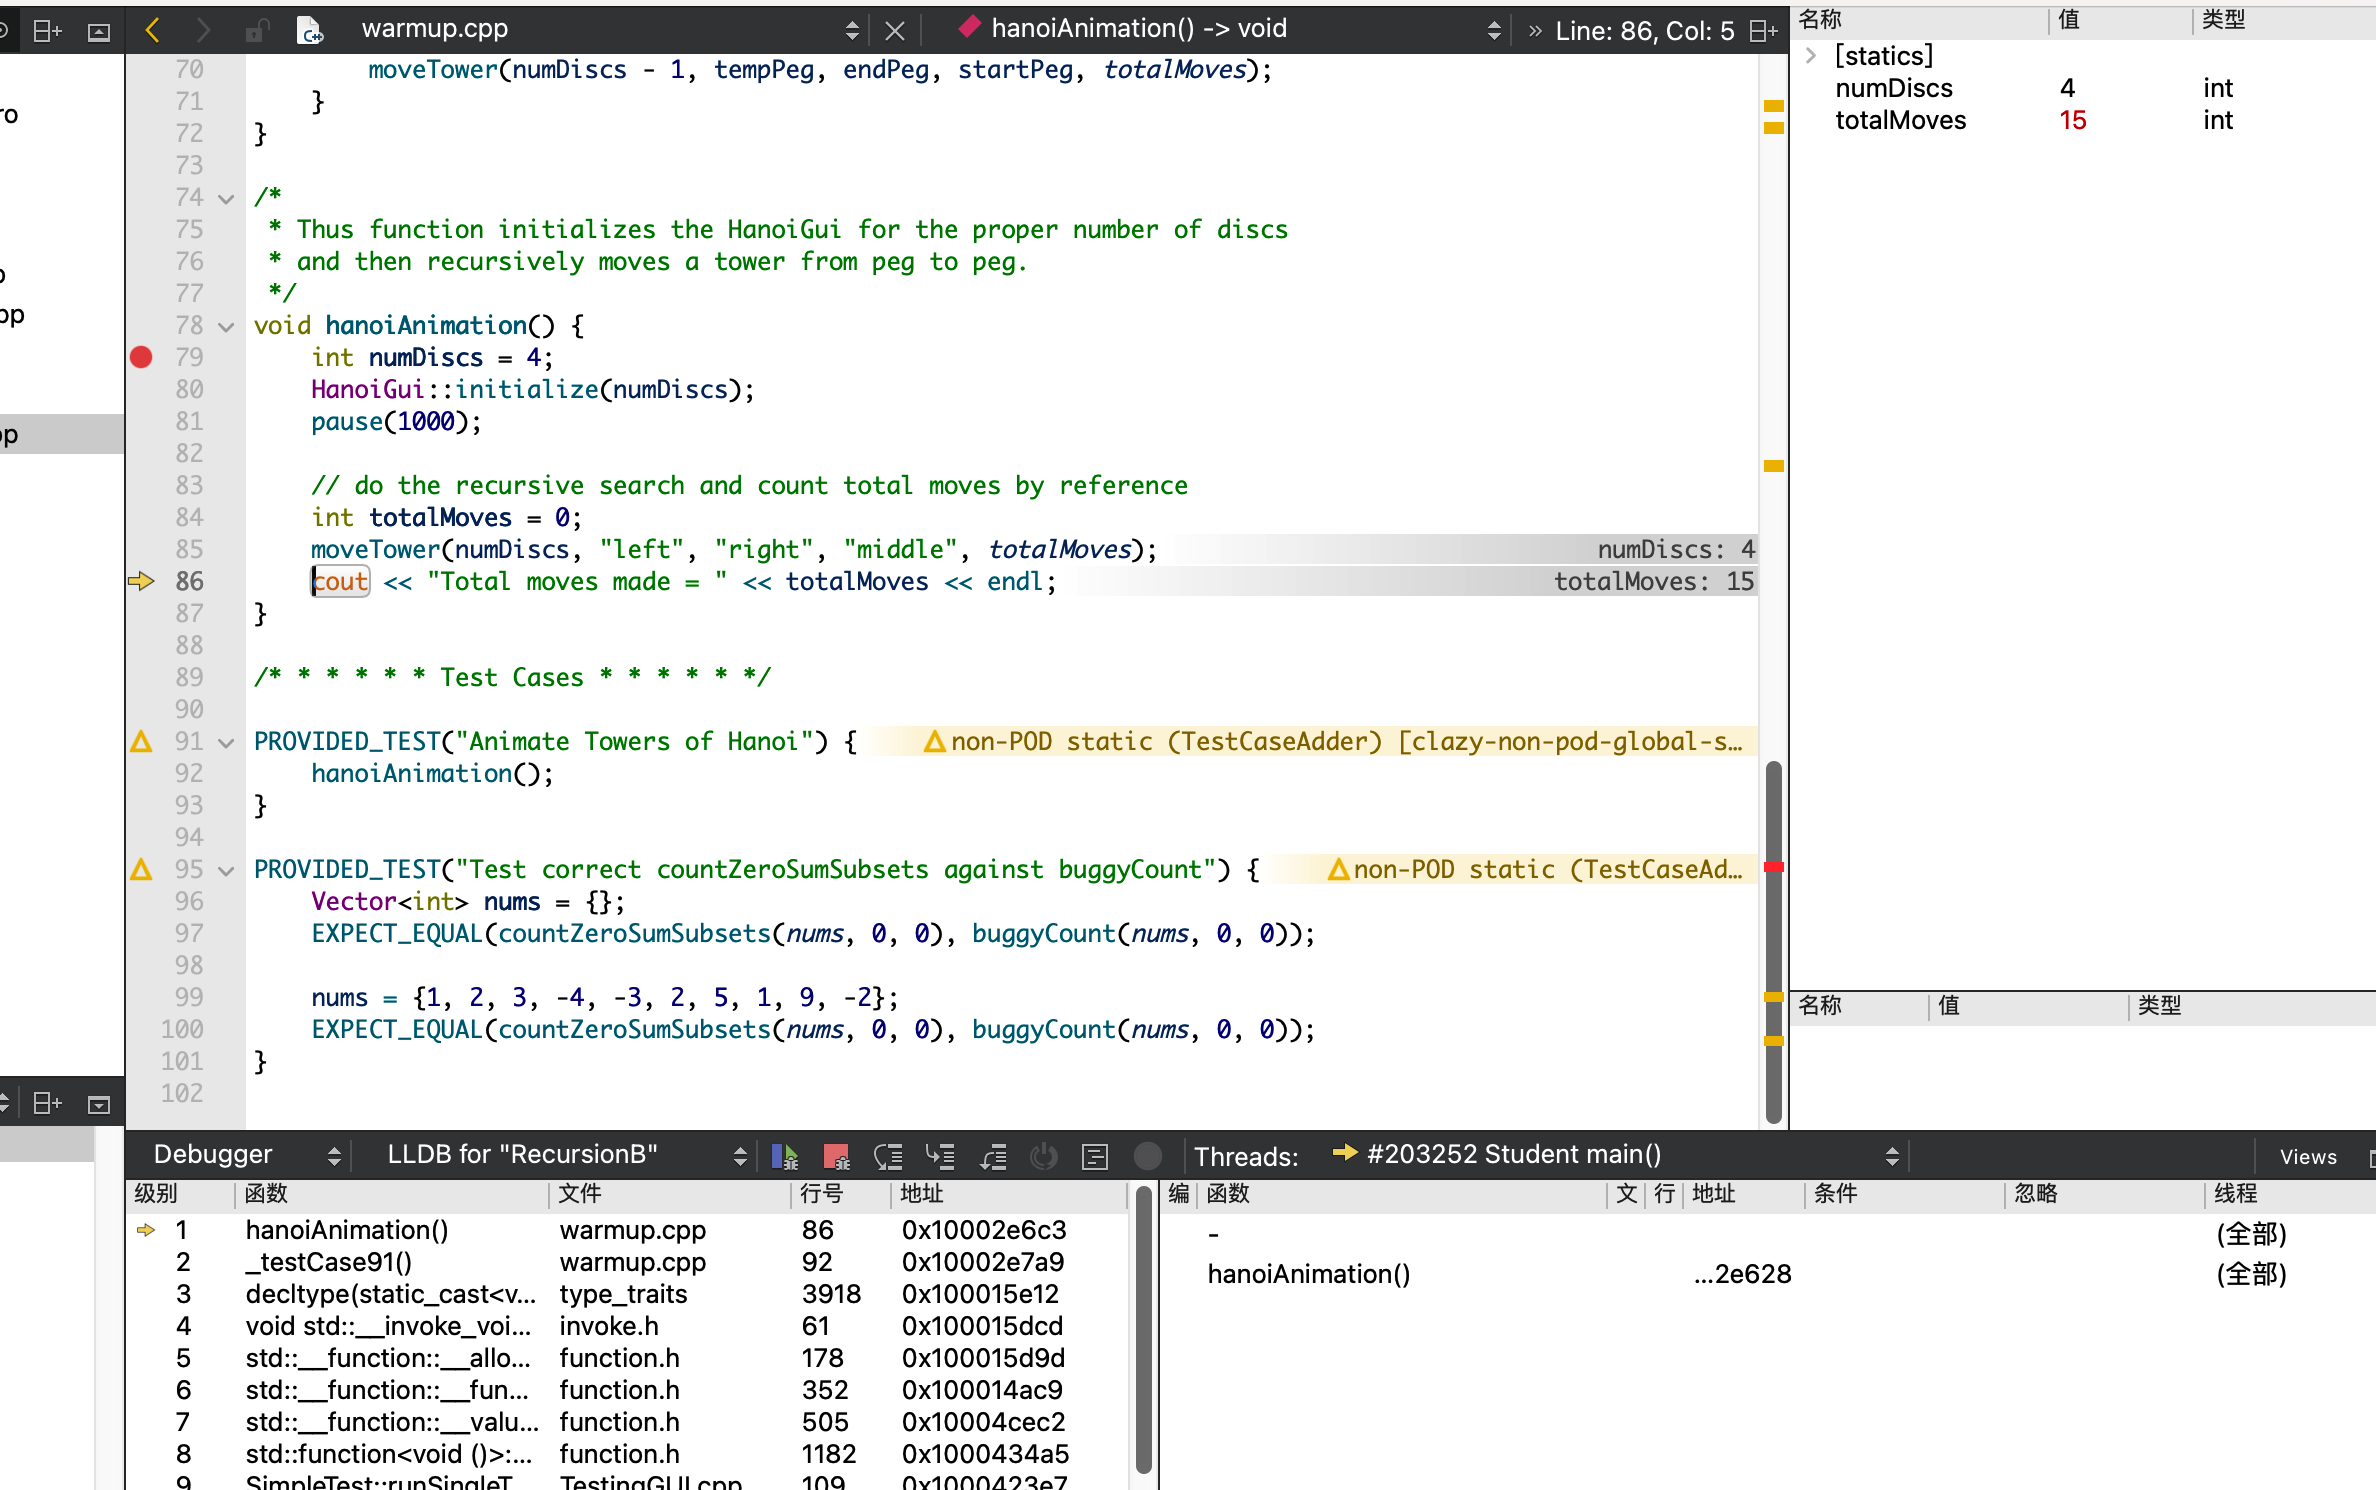 warmup.cpp
hanoiAnimation() -> void
» Line: 86, Col: 5
70 moveTower(numDiscs - 1, tempPeg, endPeg, startPeg, totalMoves);
71 }
72 }
73
74 /*
75 * Thus function initializes the HanoiGui for the proper number of discs
76 * and then recursively moves a tower from peg to peg.
77 */
78 void hanoiAnimation() {
79 int numDiscs = 4;
80 HanoiGui::initialize(numDiscs);
81 pause(1000);
82
83 // do the recursive search and count total moves by reference
84 int totalMoves = 0;
85 moveTower(numDiscs, "left", "right", "middle", totalMoves); numDiscs: 4
86 cout << "Total moves made = " << totalMoves << endl; totalMoves: 15
87 }
88
89 /* * * * * * Test Cases * * * * * */
90
91 PROVIDED_TEST("Animate Towers of Hanoi") { non-POD static (TestCaseAdder) [clazy-non-pod-global-s…
92 hanoiAnimation();
93 }
94
95 PROVIDED_TEST("Test correct countZeroSumSubsets against buggyCount") { non-POD static (TestCaseAd…
96 Vector<int> nums = {};
97 EXPECT_EQUAL(countZeroSumSubsets(nums, 0, 0), buggyCount(nums, 0, 0));
98
99 nums = {1, 2, 3, -4, -3, 2, 5, 1, 9, -2};
100 EXPECT_EQUAL(countZeroSumSubsets(nums, 0, 0), buggyCount(nums, 0, 0));
101 }
102
名称 值 类型
[statics]
numDiscs 4 int
totalMoves 15 int
名称 值 类型
Debugger LLDB for "RecursionB" Threads: #203252 Student main() Views
级别 函数 文件 行号 地址
1 hanoiAnimation() warmup.cpp 86 0x10002e6c3
2 _testCase91() warmup.cpp 92 0x10002e7a9
3 decltype(static_cast<v... type_traits 3918 0x100015e12
4 void std::__invoke_voi... invoke.h 61 0x100015dcd
5 std::__function::__allo... function.h 178 0x100015d9d
6 std::__function::__fun... function.h 352 0x100014ac9
7 std::__function::__valu... function.h 505 0x10004cec2
8 std::function<void ()>:... function.h 1182 0x1000434a5
9 SimpleTest::runSingleT... TestingGUI.cpp 109 0x1000423e7
编 函数 文 行 地址 条件 忽略 线程
- (全部)
hanoiAnimation() ...2e628 (全部)